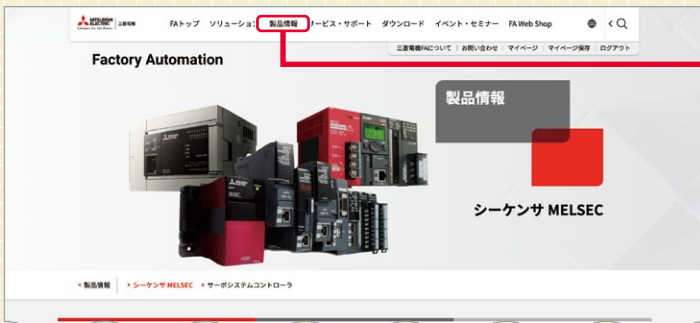 MITSUBISHI ELECTRIC
Changes for the Better
三菱電機
FAトップ ソリューション 製品情報 サービス・サポート ダウンロード イベント・セミナー FA Web Shop
三菱電機FAについて お問い合わせ マイページ マイページ保存 ログアウト
Factory Automation
製品情報
シーケンサ MELSEC
製品情報 シーケンサ MELSEC サーボシステムコントローラ